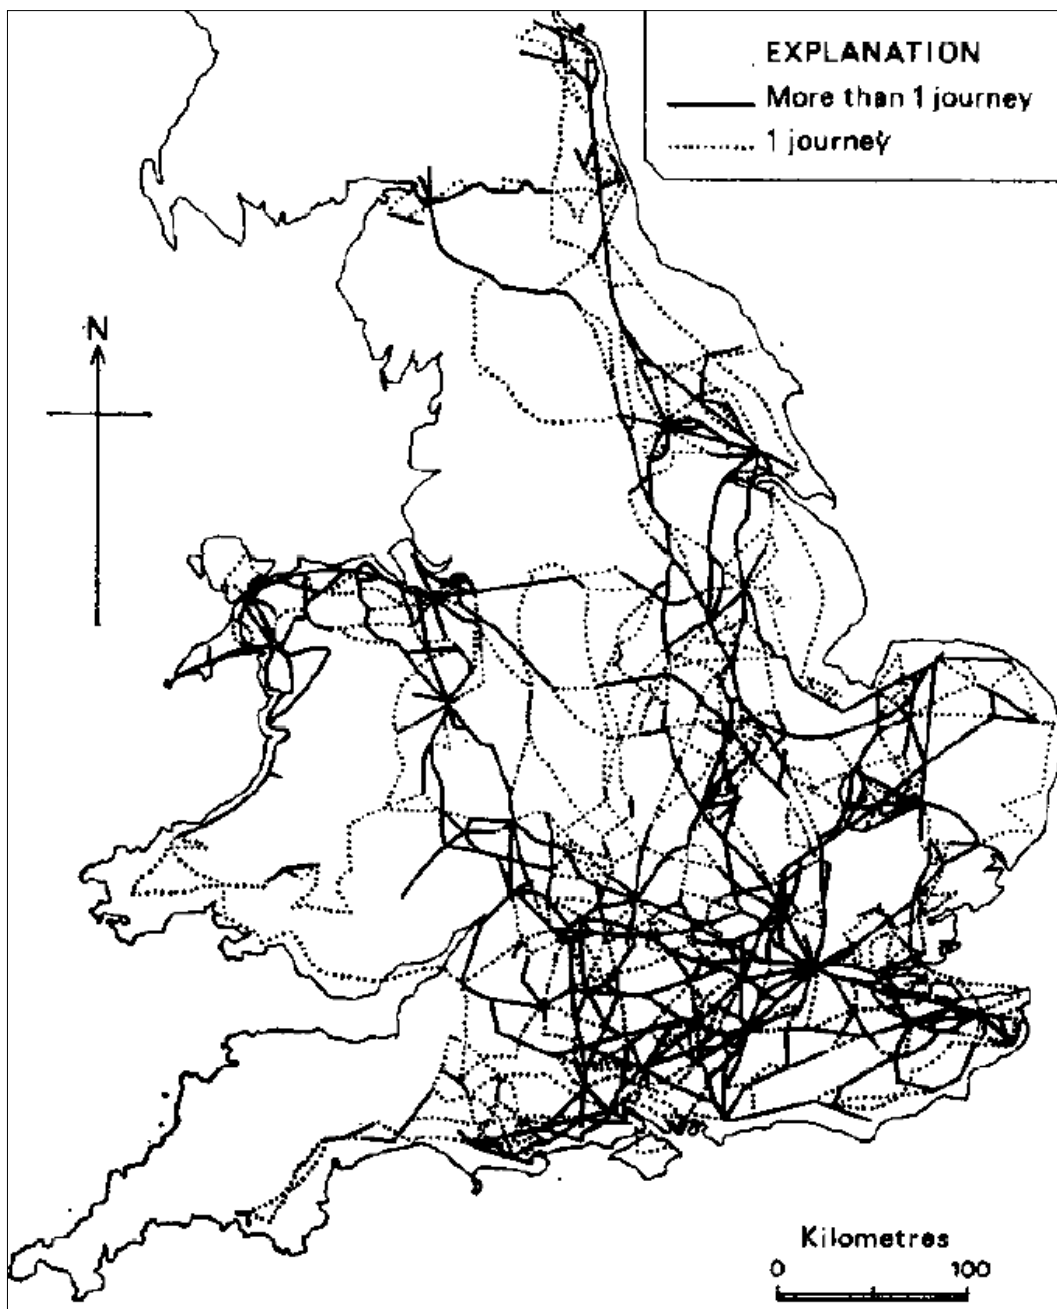 EXPLANATION
More than 1 journey
1 journey
N
Kilometres
0 100